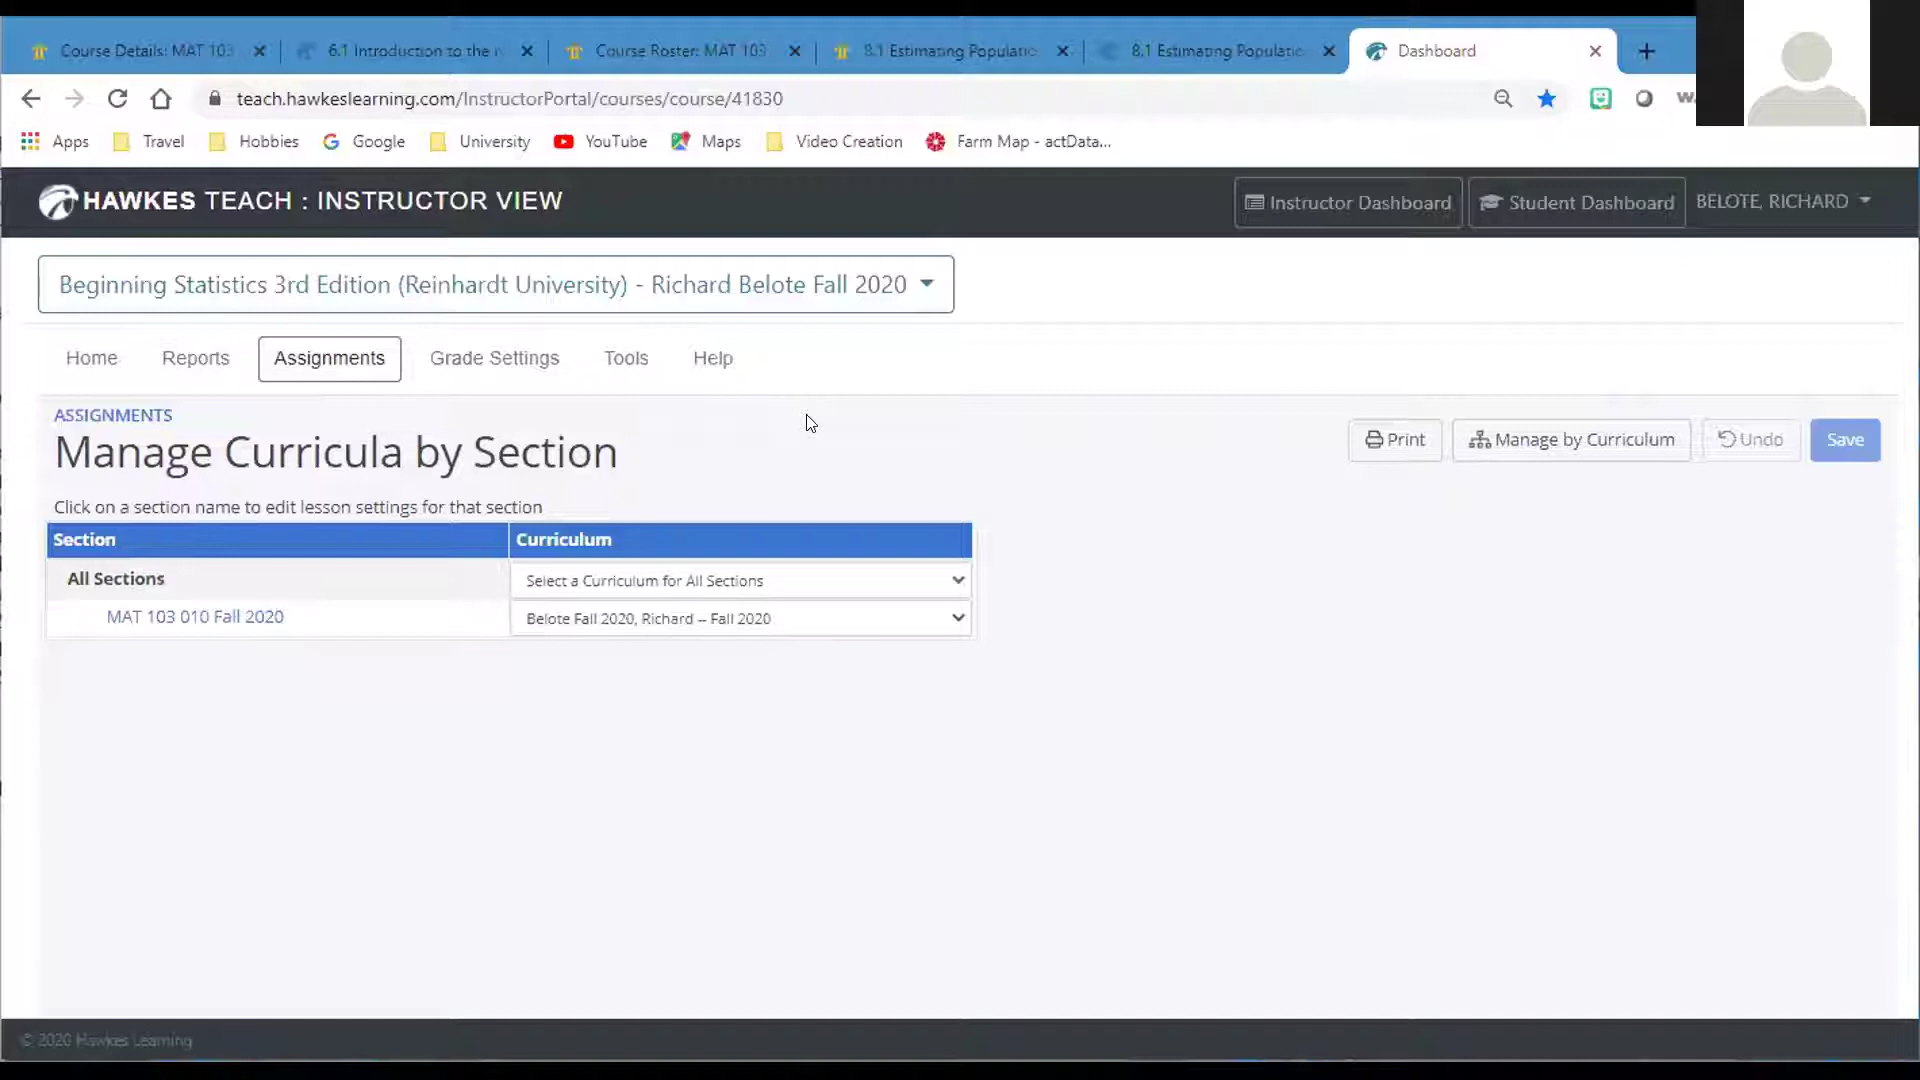 Course Details: MAT 103
6.1 Introduction to the n
Course Roster: MAT 103
8.1 Estimating Populatio
8.1 Estimating Populatio
Dashboard
teach.hawkeslearning.com/InstructorPortal/courses/course/41830
Apps
Travel
Hobbies
Google
University
YouTube
Maps
Video Creation
Farm Map - actData...
HAWKES TEACH : INSTRUCTOR VIEW
Instructor Dashboard
Student Dashboard
BELOTE, RICHARD
Beginning Statistics 3rd Edition (Reinhardt University) - Richard Belote Fall 2020
Home
Reports
Assignments
Grade Settings
Tools
Help
ASSIGNMENTS
Manage Curricula by Section
Print
Manage by Curriculum
Undo
Save
Click on a section name to edit lesson settings for that section
Section
Curriculum
All Sections
Select a Curriculum for All Sections
MAT 103 010 Fall 2020
Belote Fall 2020, Richard -- Fall 2020
© 2020 Hawkes Learning